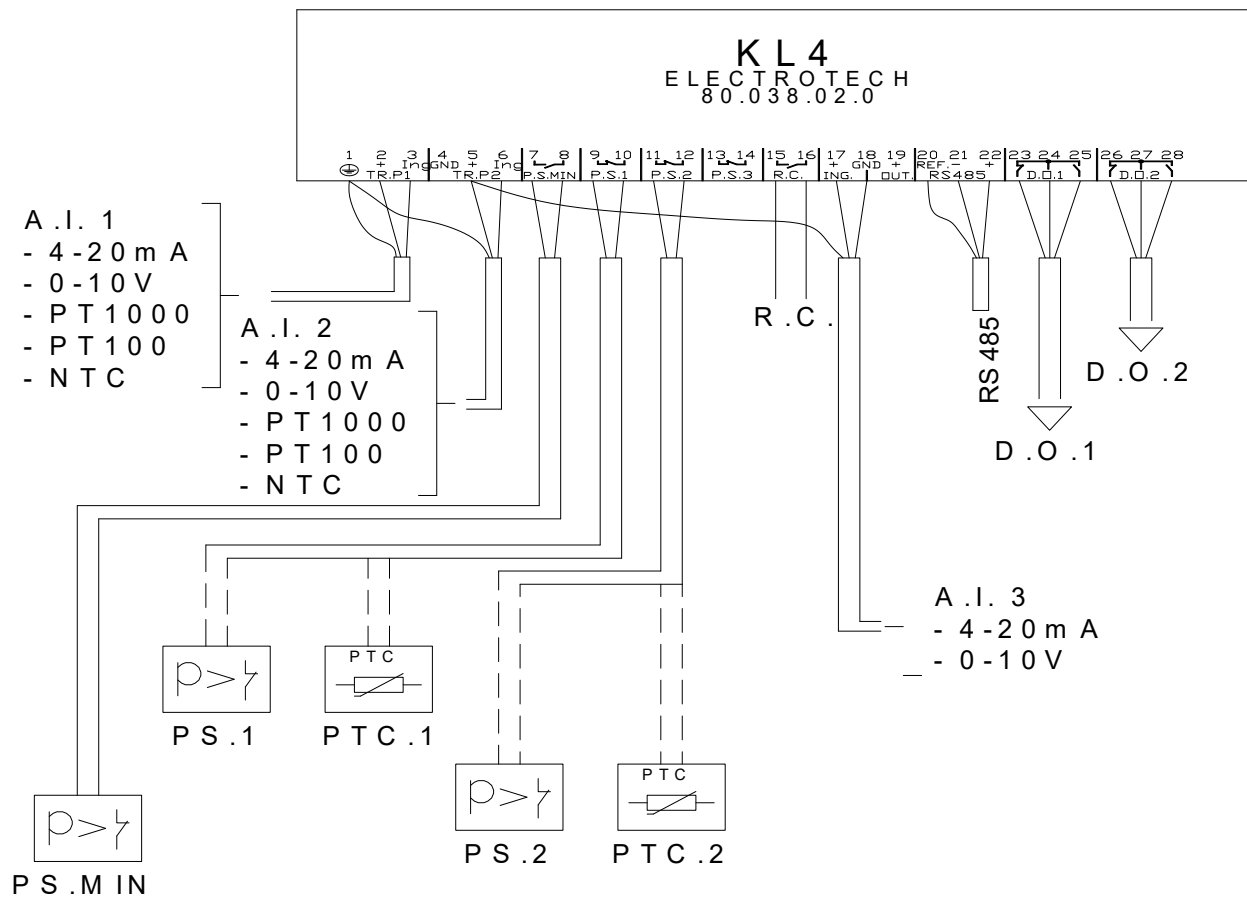 KL4
ELECTROTECH
80.038.02.0
1 2 3 4 5 6 7 8 9 10 11 12 13 14 15 16 17 18 19 20 21 22 23 24 25 26 27 28
+ Ing GND + Ing + GND + REF. - +
TR.P1 TR.P2 P.S.MIN P.S.1 P.S.2 P.S.3 R.C. ING. OUT. RS485 D.O.1 D.O.2
A.I. 1
- 4-20mA
- 0-10V
- PT1000
- PT100
- NTC
A.I. 2
- 4-20mA
- 0-10V
- PT1000
- PT100
- NTC
R.C.
RS485
D.O.1
D.O.2
A.I. 3
- 4-20mA
- 0-10V
P>
PS.1
PTC
PTC.1
P>
PS.2
PTC
PTC.2
P>
PS.MIN